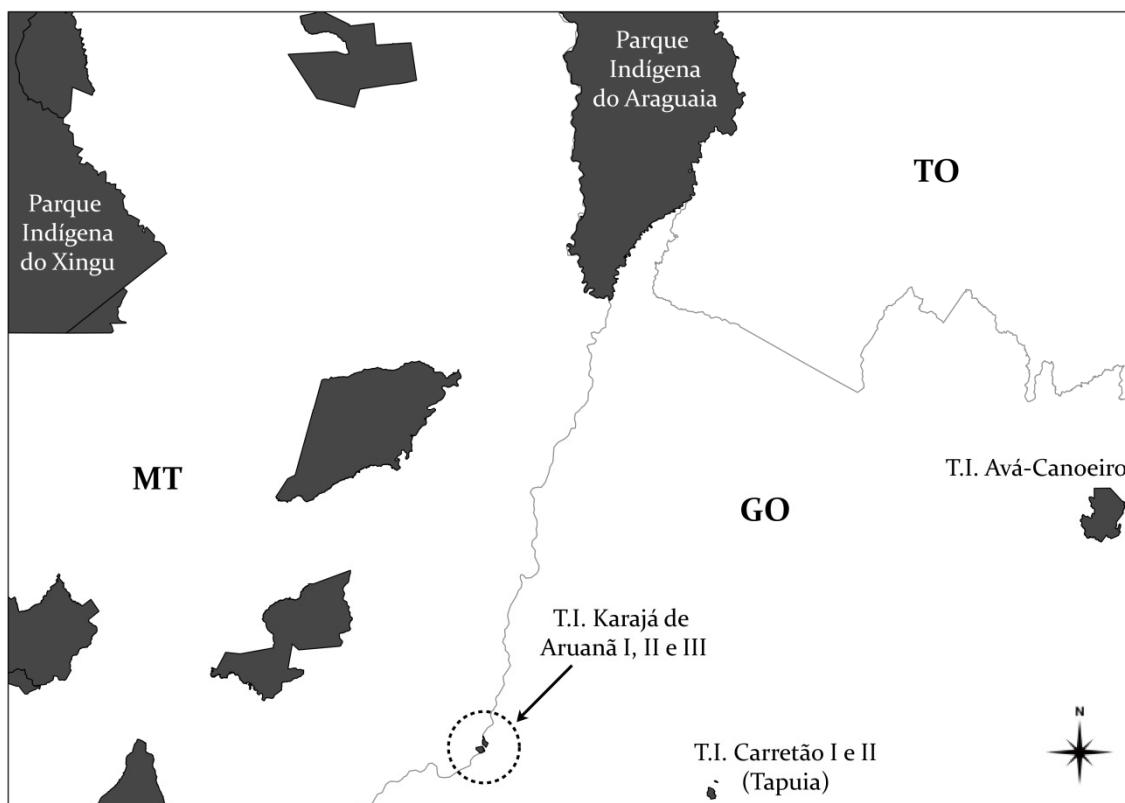 Parque
Indígena
do Araguaia
TO
Parque
Indígena
do Xingu
MT
T.I. Avá-Canoeiro
GO
T.I. Karajá de
Aruanã I, II e III
N
T.I. Carretão I e II
(Tapuia)